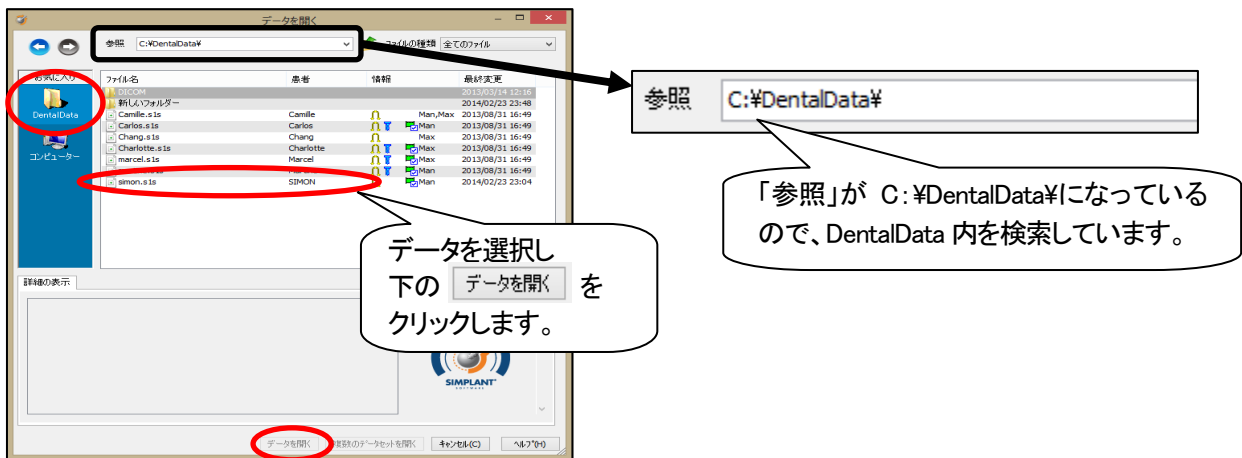 データを開く
参照 C:¥DentalData¥ ファイルの種類 全てのファイル
お気に入り
DentalData
コンピューター
ファイル名 患者 情報 最終変更
DICOM 2013/03/14 12:16
新しいフォルダー 2014/02/23 23:48
Camille.s1s Camille Man,Max 2013/08/31 16:49
Carlos.s1s Carlos Man 2013/08/31 16:49
Chang.s1s Chang Max 2013/08/31 16:49
Charlotte.s1s Charlotte Max 2013/08/31 16:49
marcel.s1s Marcel Max 2013/08/31 16:49
Man 2013/08/31 16:49
simon.s1s SIMON Man 2014/02/23 23:04
データを選択し
下の データを開く を
クリックします。
詳細の表示
SIMPLANT
SOFTWARE
データを開く 複数のデータセットを開く キャンセル(C) ヘルプ(H)
参照 C:¥DentalData¥
「参照」が C:¥DentalData¥になっている
ので、DentalData 内を検索しています。